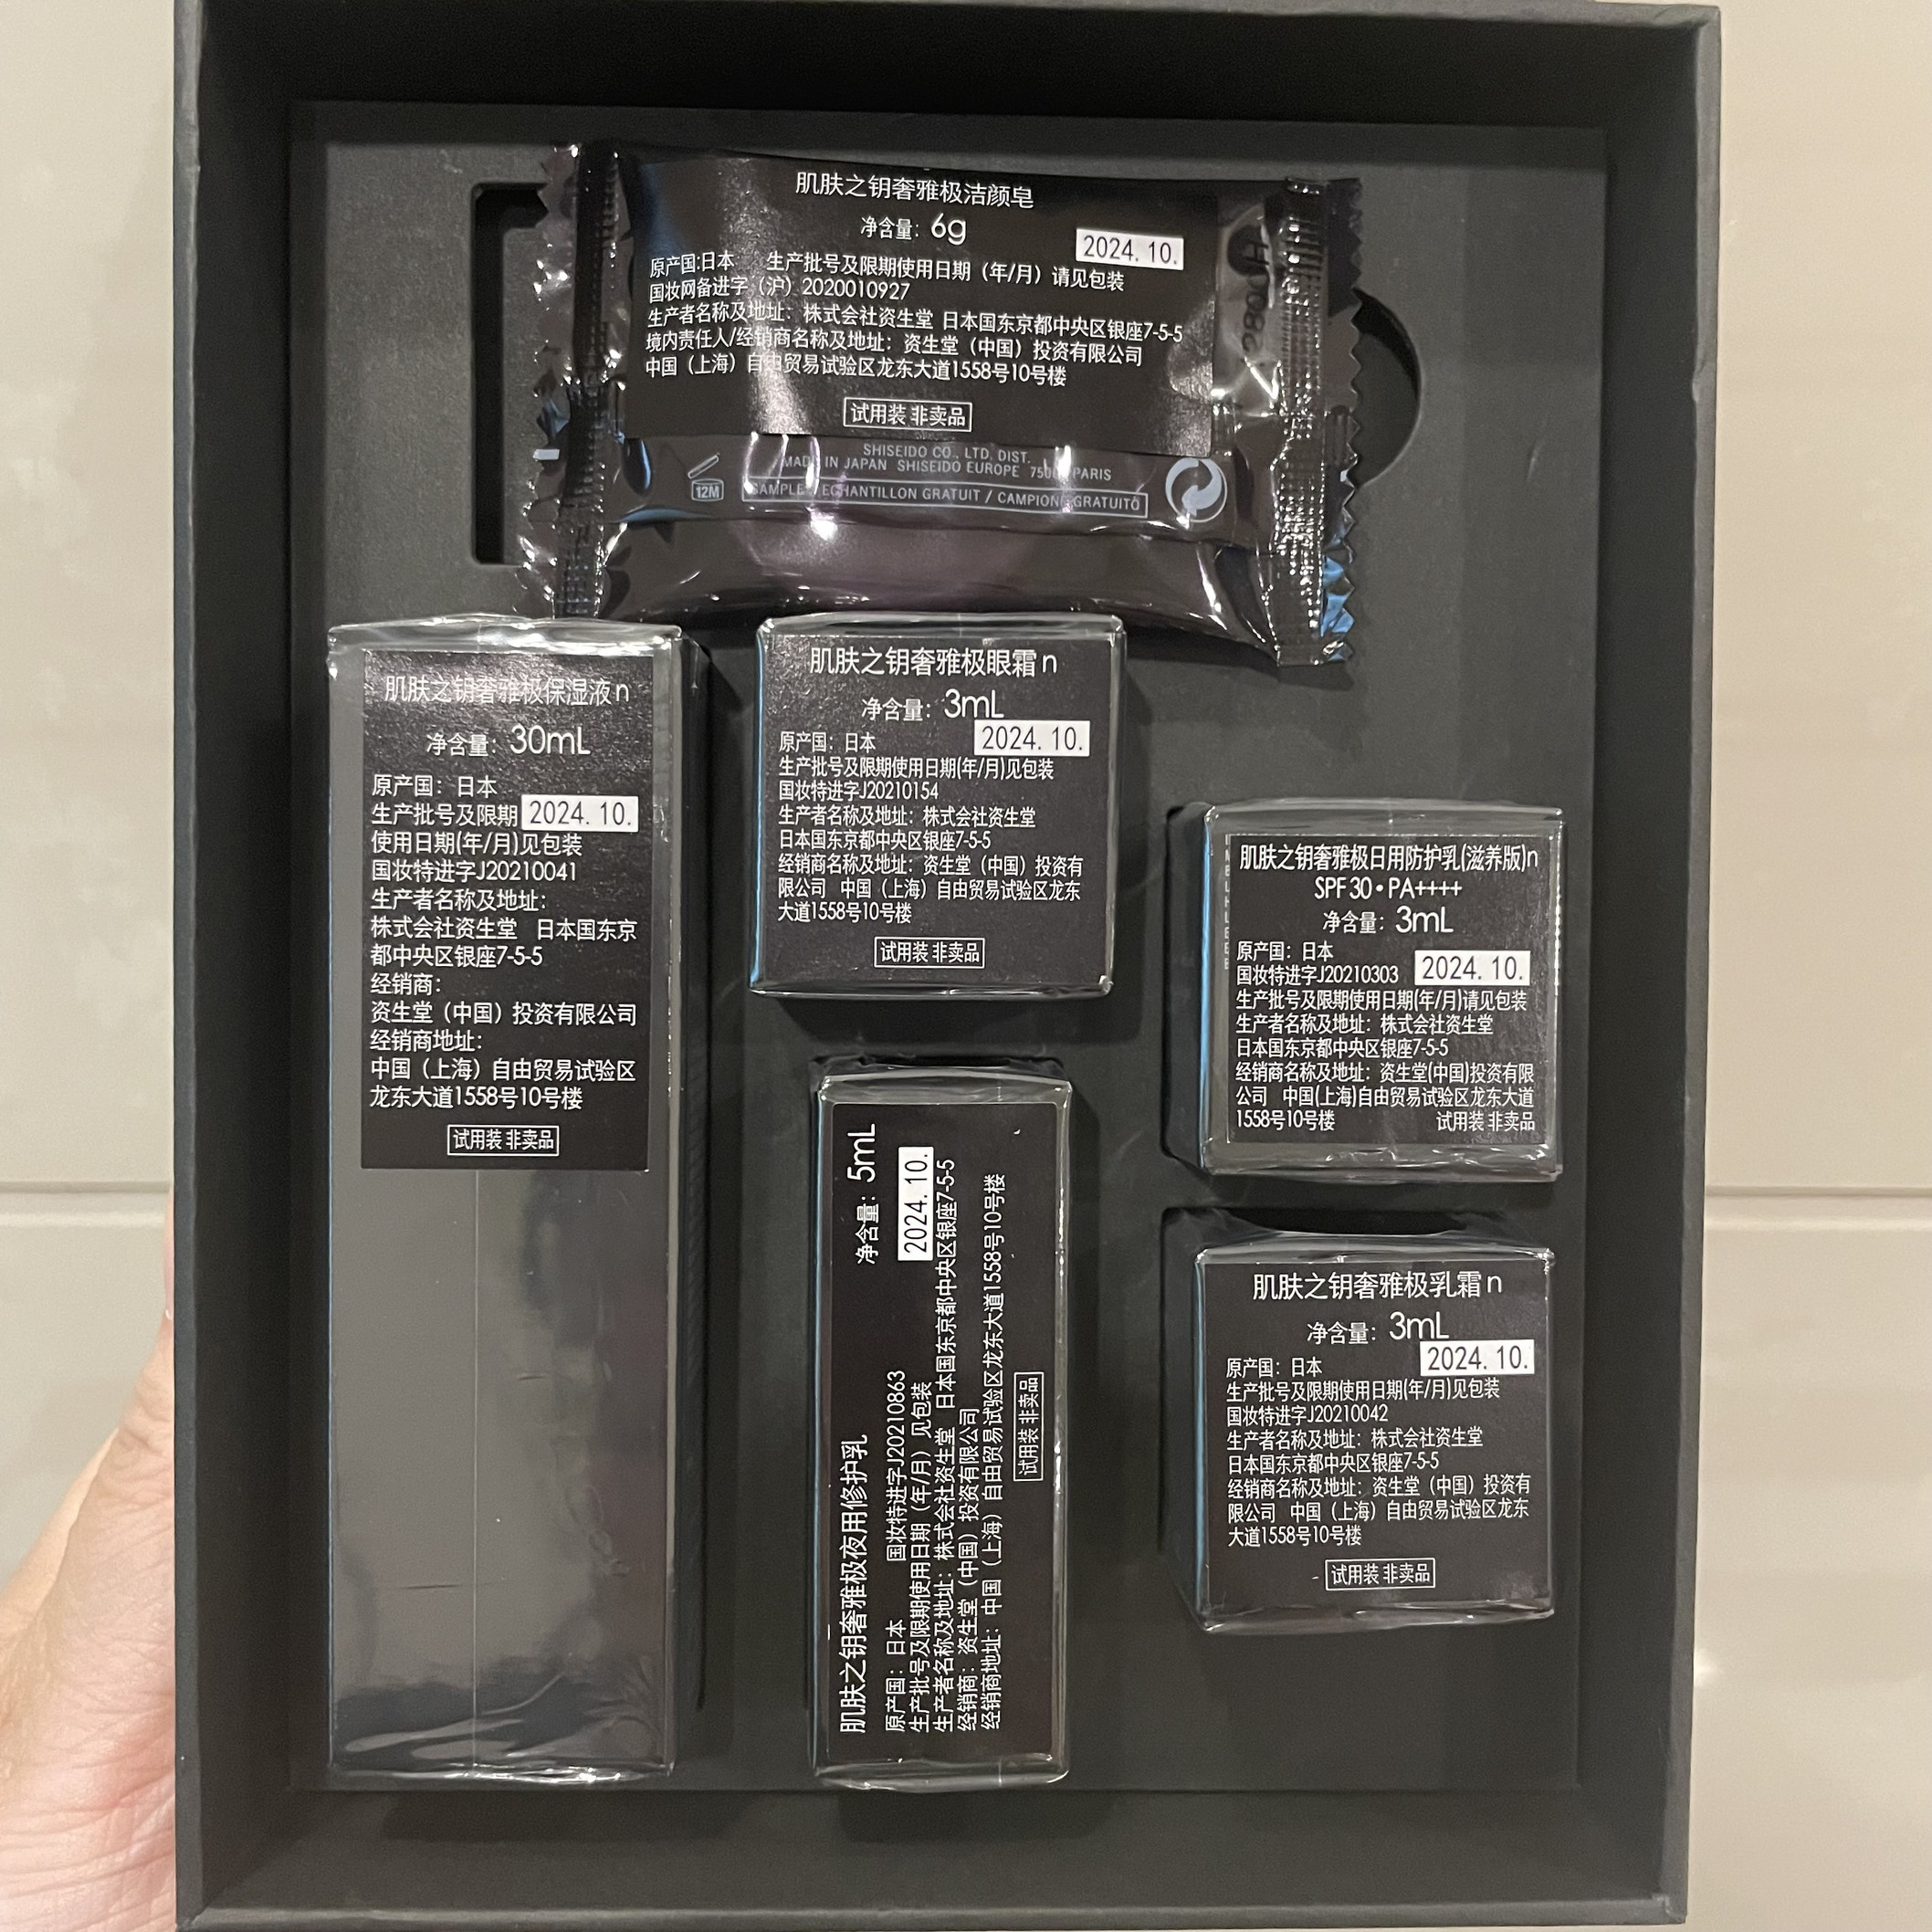 肌肤之钥奢雅极洁颜皂
净含量：6g
2024. 10.
原产国:日本 生产批号及限期使用日期（年/月）请见包装
国妆网备进字（沪）2020010927
生产者名称及地址：株式会社资生堂 日本国东京都中央区银座7-5-5
境内责任人/经销商名称及地址：资生堂（中国）投资有限公司
中国（上海）自由贸易试验区龙东大道1558号10号楼
试用装 非卖品
SHISEIDO CO., LTD. DIST.
MADE IN JAPAN SHISEIDO EUROPE PARIS
12M
SAMPLE / ECHANTILLON GRATUIT / CAMPIONE GRATUITO
肌肤之钥奢雅极保湿液n
净含量：30mL
原产国：日本
生产批号及限期 2024. 10.
使用日期(年/月)见包装
国妆特进字J20210041
生产者名称及地址：
株式会社资生堂 日本国东京
都中央区银座7-5-5
经销商：
资生堂（中国）投资有限公司
经销商地址：
中国（上海）自由贸易试验区
龙东大道1558号10号楼
试用装 非卖品
肌肤之钥奢雅极眼霜n
净含量：3mL
原产国：日本 2024. 10.
生产批号及限期使用日期(年/月)见包装
国妆特进字J20210154
生产者名称及地址：株式会社资生堂
日本国东京都中央区银座7-5-5
经销商名称及地址：资生堂（中国）投资有
限公司 中国（上海）自由贸易试验区龙东
大道1558号10号楼
试用装 非卖品
肌肤之钥奢雅极夜用修护乳 净含量：5mL
2024. 10.
原产国：日本 国妆特进字J20210863
生产批号及限期使用日期（年/月）见包装
生产者名称及地址：株式会社资生堂 日本国东京都中央区银座7-5-5
经销商：资生堂（中国）投资有限公司
经销商地址：中国（上海）自由贸易试验区龙东大道1558号10号楼
试用装 非卖品
肌肤之钥奢雅极日用防护乳(滋养版)n
SPF30•PA++++
净含量：3mL
原产国：日本
国妆特进字J20210303 2024. 10.
生产批号及限期使用日期(年/月)请见包装
生产者名称及地址：株式会社资生堂
日本国东京都中央区银座7-5-5
经销商名称及地址：资生堂(中国)投资有限
公司 中国(上海)自由贸易试验区龙东大道
1558号10号楼 试用装 非卖品
肌肤之钥奢雅极乳霜n
净含量：3mL
原产国：日本 2024. 10.
生产批号及限期使用日期(年/月)见包装
国妆特进字J20210042
生产者名称及地址：株式会社资生堂
日本国东京都中央区银座7-5-5
经销商名称及地址：资生堂（中国）投资有
限公司 中国（上海）自由贸易试验区龙东
大道1558号10号楼
试用装 非卖品